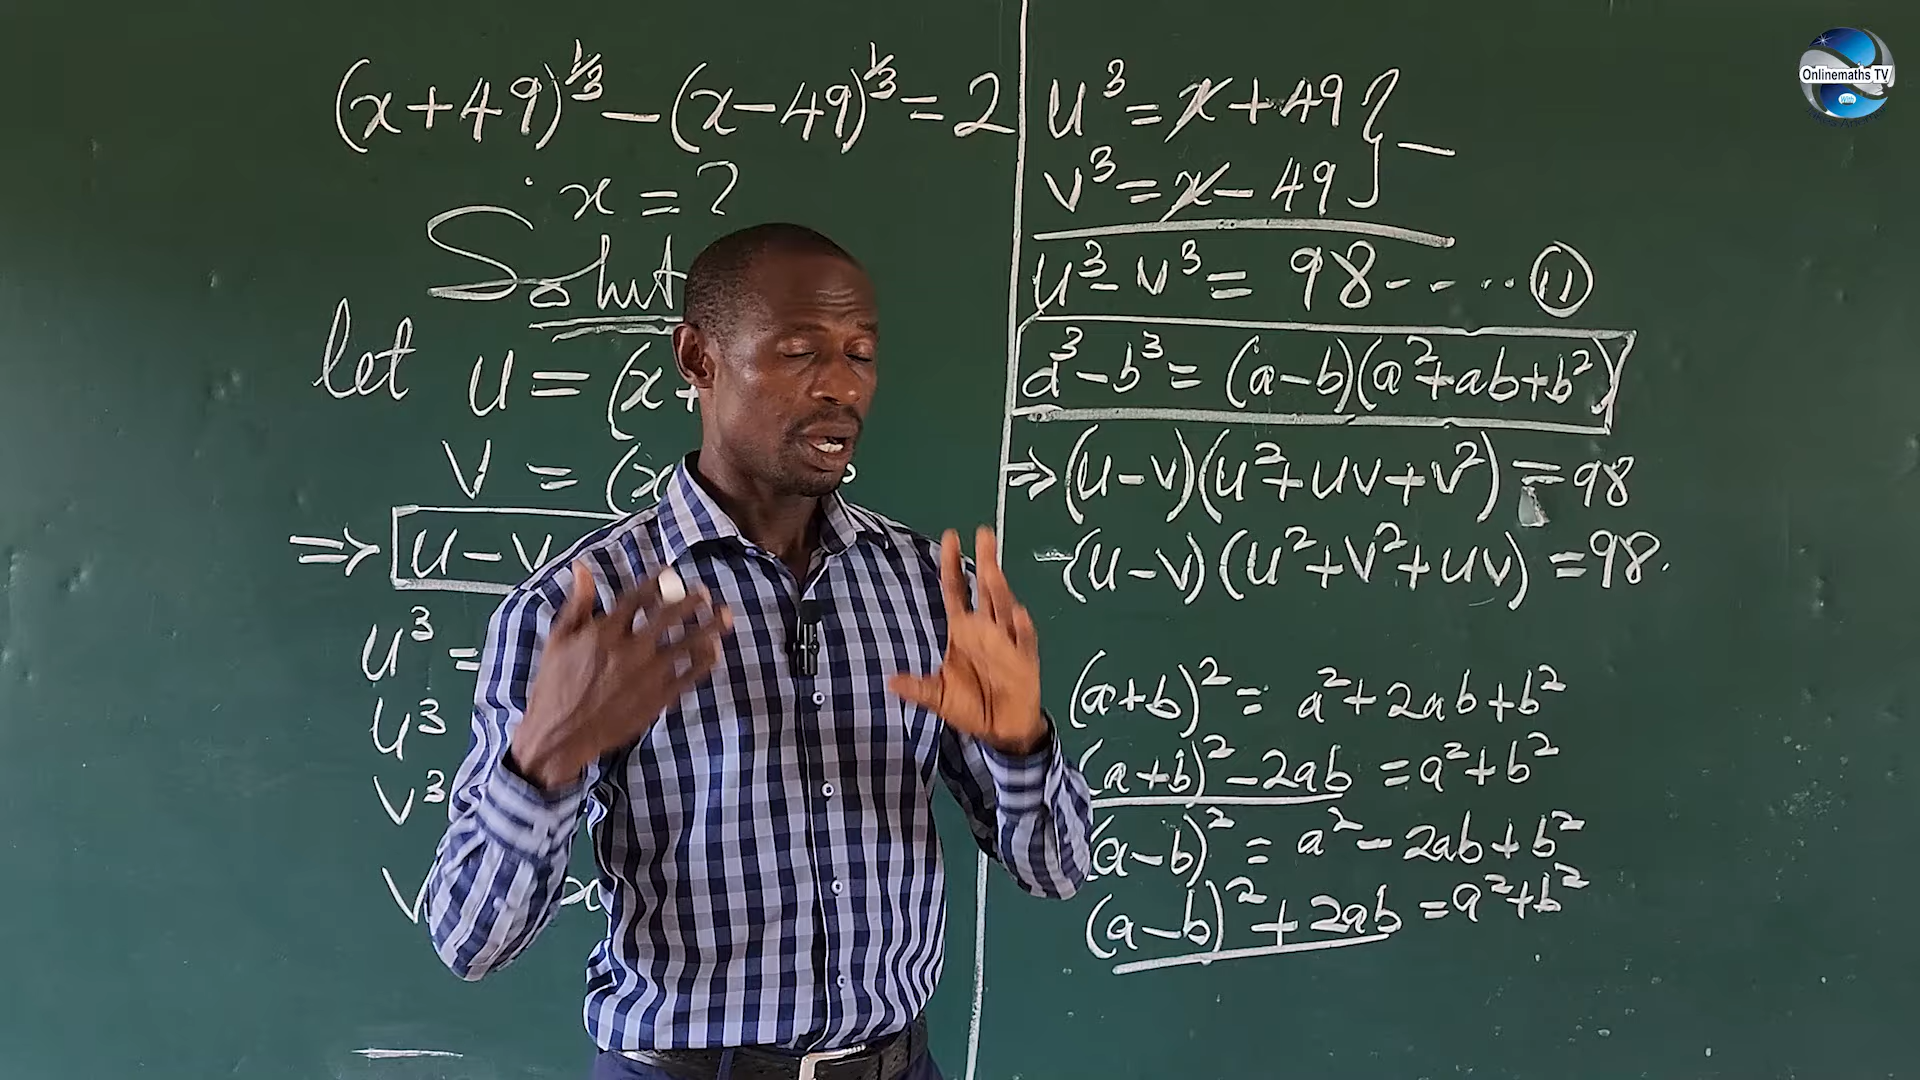 (x+49)^1/3 - (x-49)^1/3 = 2
x = ?
Solut
let u = (x+
v = (x
⇒ u-v
u³ =
u³
v³
v x
u³ = x+49 } -
v³ = x-49
u³-v³ = 98 - - - .. (11)
a³-b³ = (a-b)(a²+ab+b²)
⇒(u-v)(u²+uv+v²) = 98
(u-v)(u²+v²+uv) = 98.
(a+b)² = a²+2ab+b²
(a+b)²-2ab = a²+b²
(a-b)² = a²-2ab+b²
(a-b)²+2ab = a²+b²
Onlinemaths TV